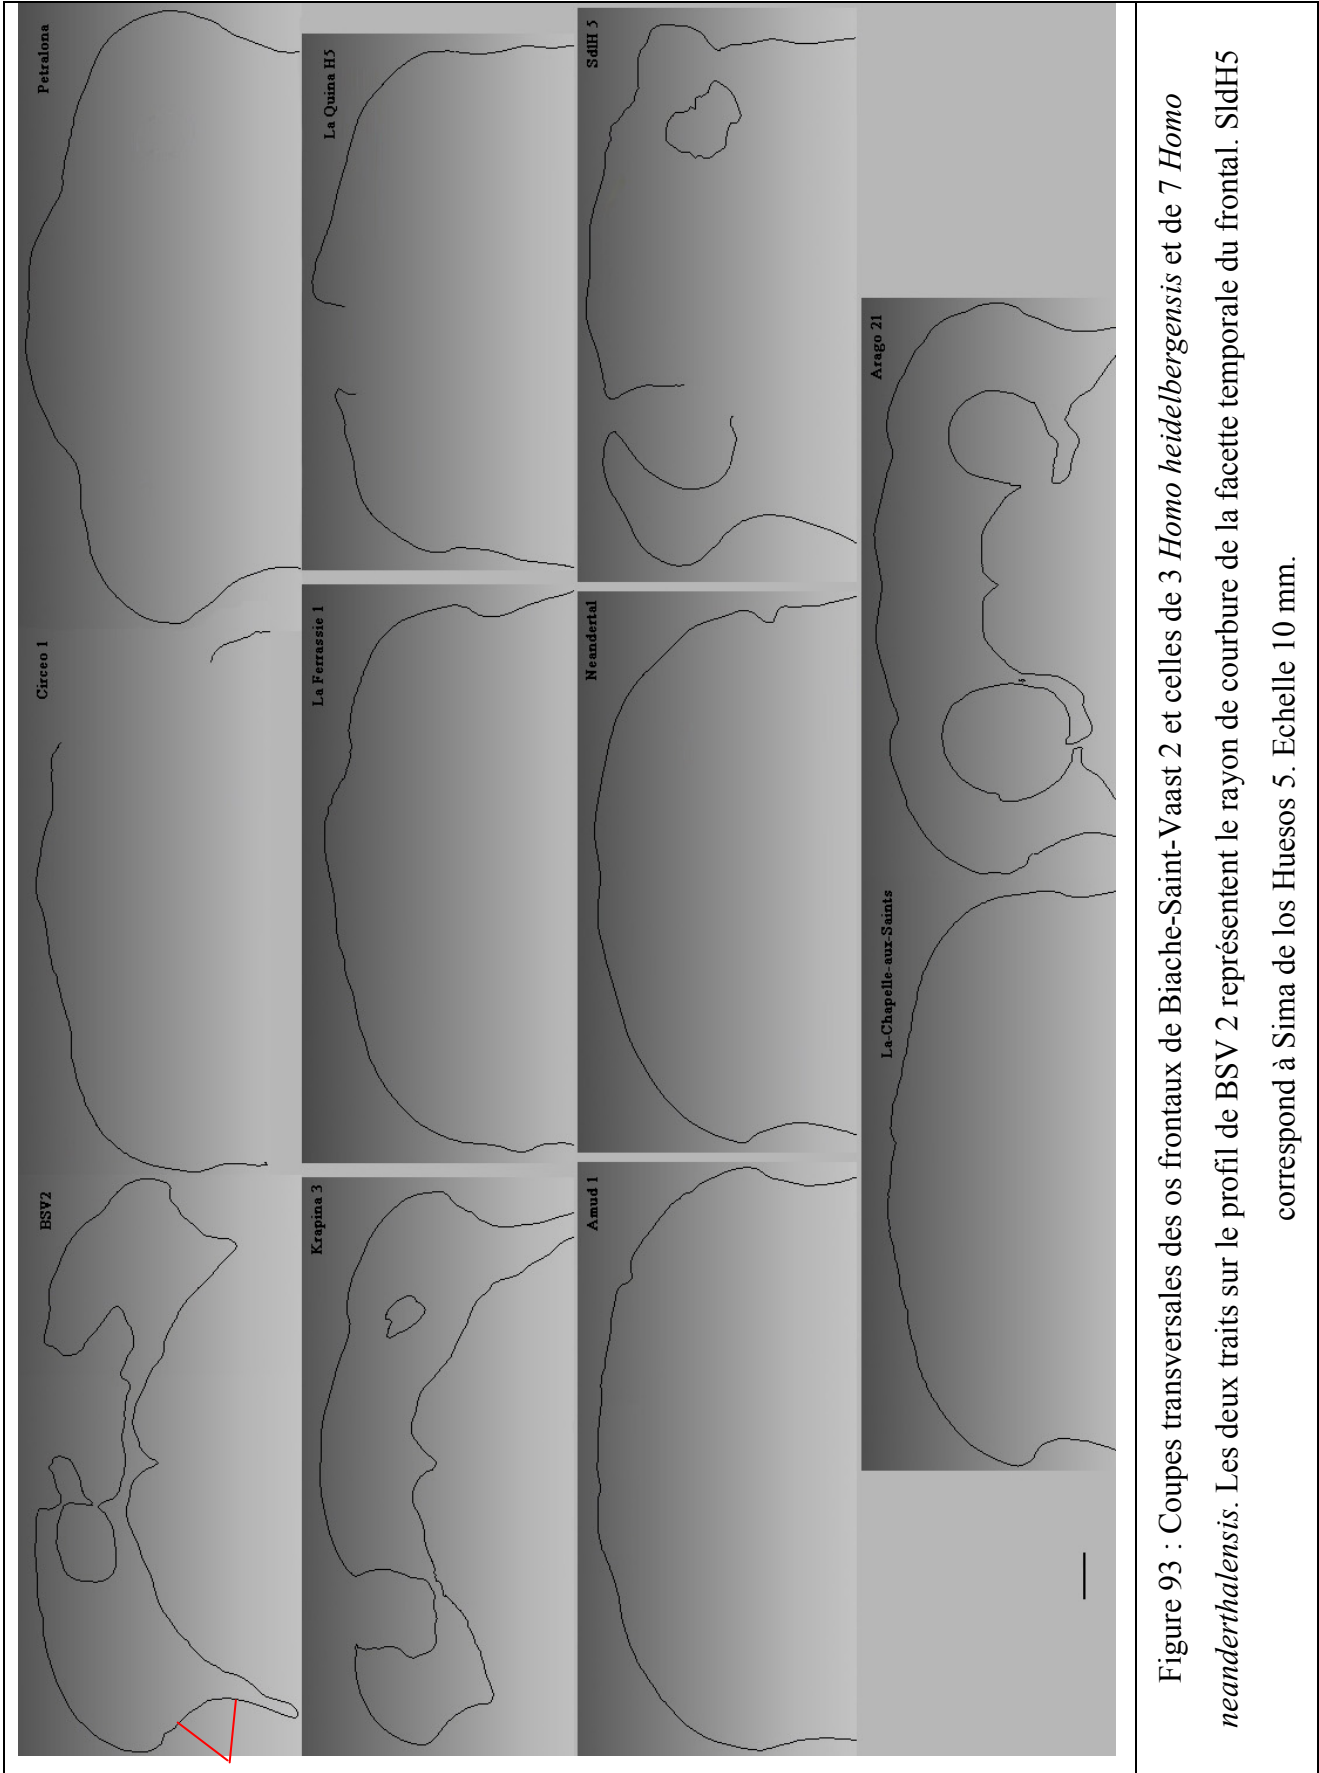 BSV2
Circeo 1
Petralona
Krapina 3
La Ferrassie 1
La Quina H5
Amud 1
Neandertal
SdlH 5
La-Chapelle-aux-Saints
Arago 21
Figure 93 : Coupes transversales des os frontaux de Biache-Saint-Vaast 2 et celles de 3 Homo heidelbergensis et de 7 Homo
neanderthalensis. Les deux traits sur le profil de BSV 2 représentent le rayon de courbure de la facette temporale du frontal. SldH5
correspond à Sima de los Huesos 5. Echelle 10 mm.